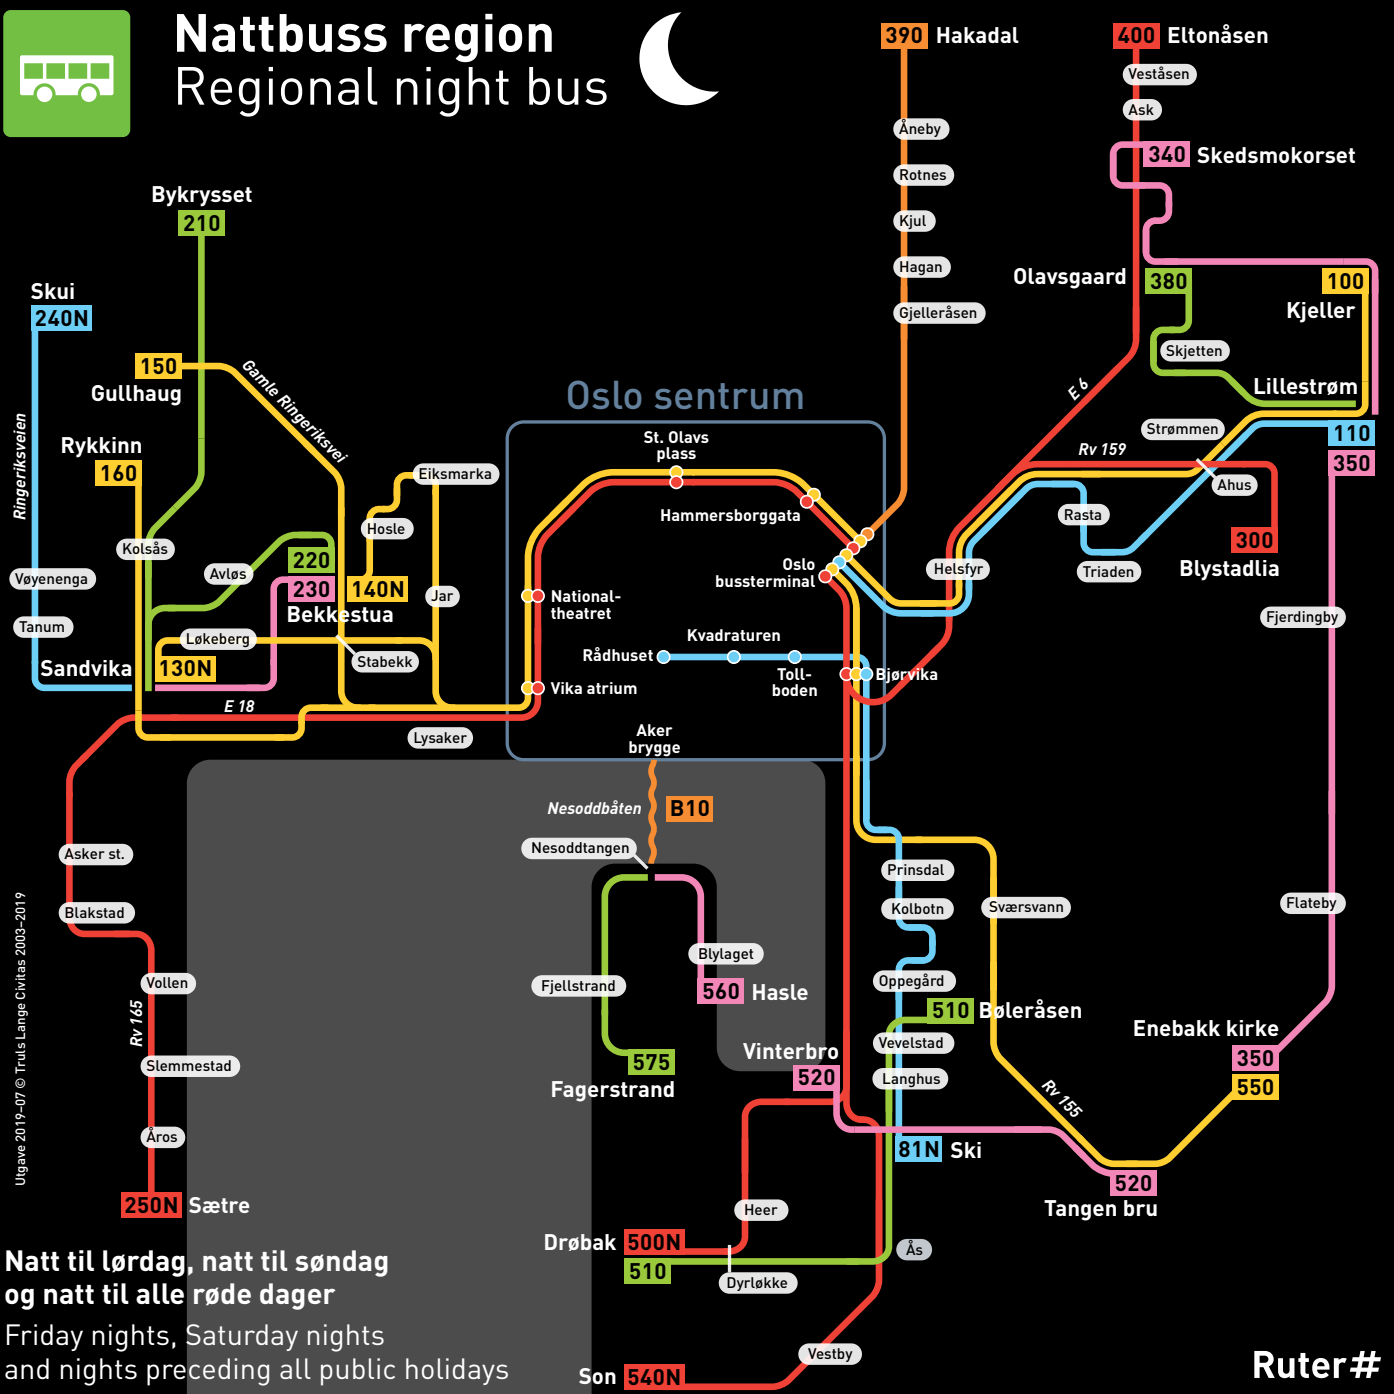 Nattbuss region
Regional night bus
390 Hakadal
400 Eltonåsen
Veståsen
Ask
Åneby
340 Skedsmokorset
Rotnes
Bykrysset
210
Kjul
Hagan
Olavsgaard 380
100
Kjeller
Skui
240N
Gjelleråsen
Skjetten
150
Gullhaug
Gamle Ringeriksvei
Oslo sentrum
E 6
Lillestrøm
Ringeriksveien
Rykkinn
160
Eiksmarka
St. Olavs
plass
Strømmen
110
Rv 159
350
Ahus
Hosle
Hammersborggata
Rasta
Kolsås
300
Blystadlia
220
Avløs
230
Bekkestua
140N
Jar
Oslo
bussterminal
Helsfyr
Triaden
Vøyenenga
Tanum
National-
theatret
Fjerdingby
Løkeberg
Kvadraturen
Rådhuset
Stabekk
Sandvika
130N
Toll-
boden
Bjørvika
Vika atrium
E 18
Lysaker
Aker
brygge
Nesoddbåten
B10
Asker st.
Nesoddtangen
Prinsdal
Blakstad
Kolbotn
Sværsvann
Flateby
Vollen
Fjellstrand
Blylaget
560 Hasle
Oppegård
510 Bøleråsen
Rv 165
Vevelstad
Enebakk kirke
350
550
Slemmestad
575
Fagerstrand
Vinterbro
520
Langhus
Rv 155
Åros
81N Ski
520
Tangen bru
250N Sætre
Heer
Drøbak 500N
510
Ås
Dyrløkke
Vestby
Son 540N
Utgave 2019–07 © Truls Lange Civitas 2003–2019
Natt til lørdag, natt til søndag
og natt til alle røde dager
Friday nights, Saturday nights
and nights preceding all public holidays
Ruter#